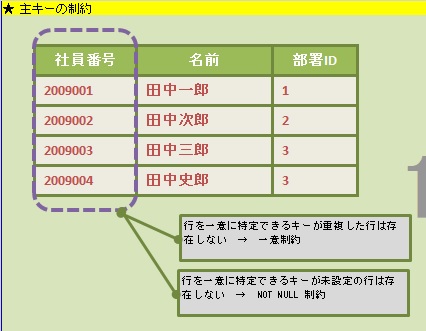 ★ 主キーの制約
社員番号 名前 部署ID
2009001 田中一郎 1
2009002 田中次郎 2
2009003 田中三郎 3
2009004 田中史郎 3
行を一意に特定できるキーが重複した行は存
在しない → 一意制約
行を一意に特定できるキーが未設定の行は存
在しない → NOT NULL 制約